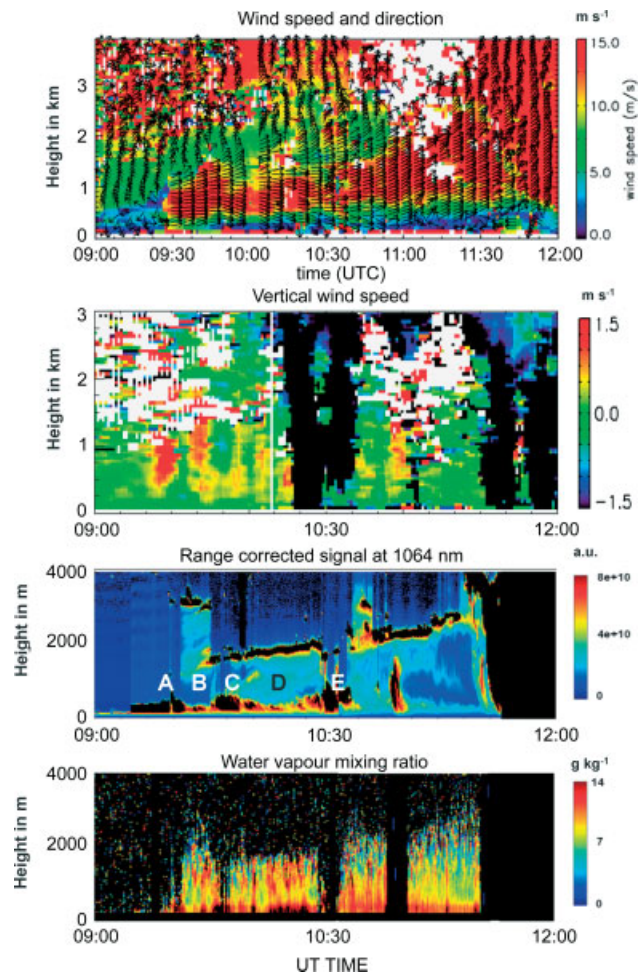 Wind speed and direction
m s⁻¹
15.0
10.0
5.0
0.0
wind speed (m/s)
Height in km
3
2
1
0
09:00 09:30 10:00 10:30 11:00 11:30 12:00
time (UTC)
Vertical wind speed
m s⁻¹
1.5
0.0
−1.5
Height in km
3
2
1
0
09:00 10:30 12:00
Range corrected signal at 1064 nm
a.u.
8e+10
4e+10
0
Height in m
4000
2000
0
A B C D E
09:00 10:30 12:00
Water vapour mixing ratio
g kg⁻¹
14
7
0
Height in m
4000
2000
0
09:00 10:30 12:00
UT TIME